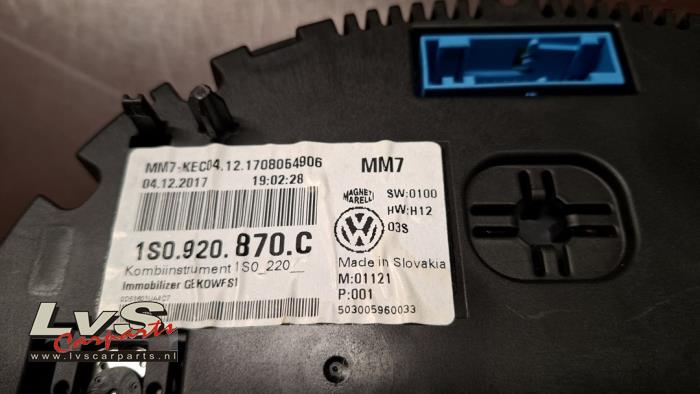 MM7-KEC04.12.1708064906 MM7
04.12.2017 19:02:28
MAGNETI MARELLI
SW:0100
HW:H12
03S
1S0.920.870.C
Kombiinstrument 1S0_220__
Made in Slovakia
Immobilizer GEKOWFSI
M:01121
P:001
503005960033
LvS
Carparts
www.lvscarparts.nl